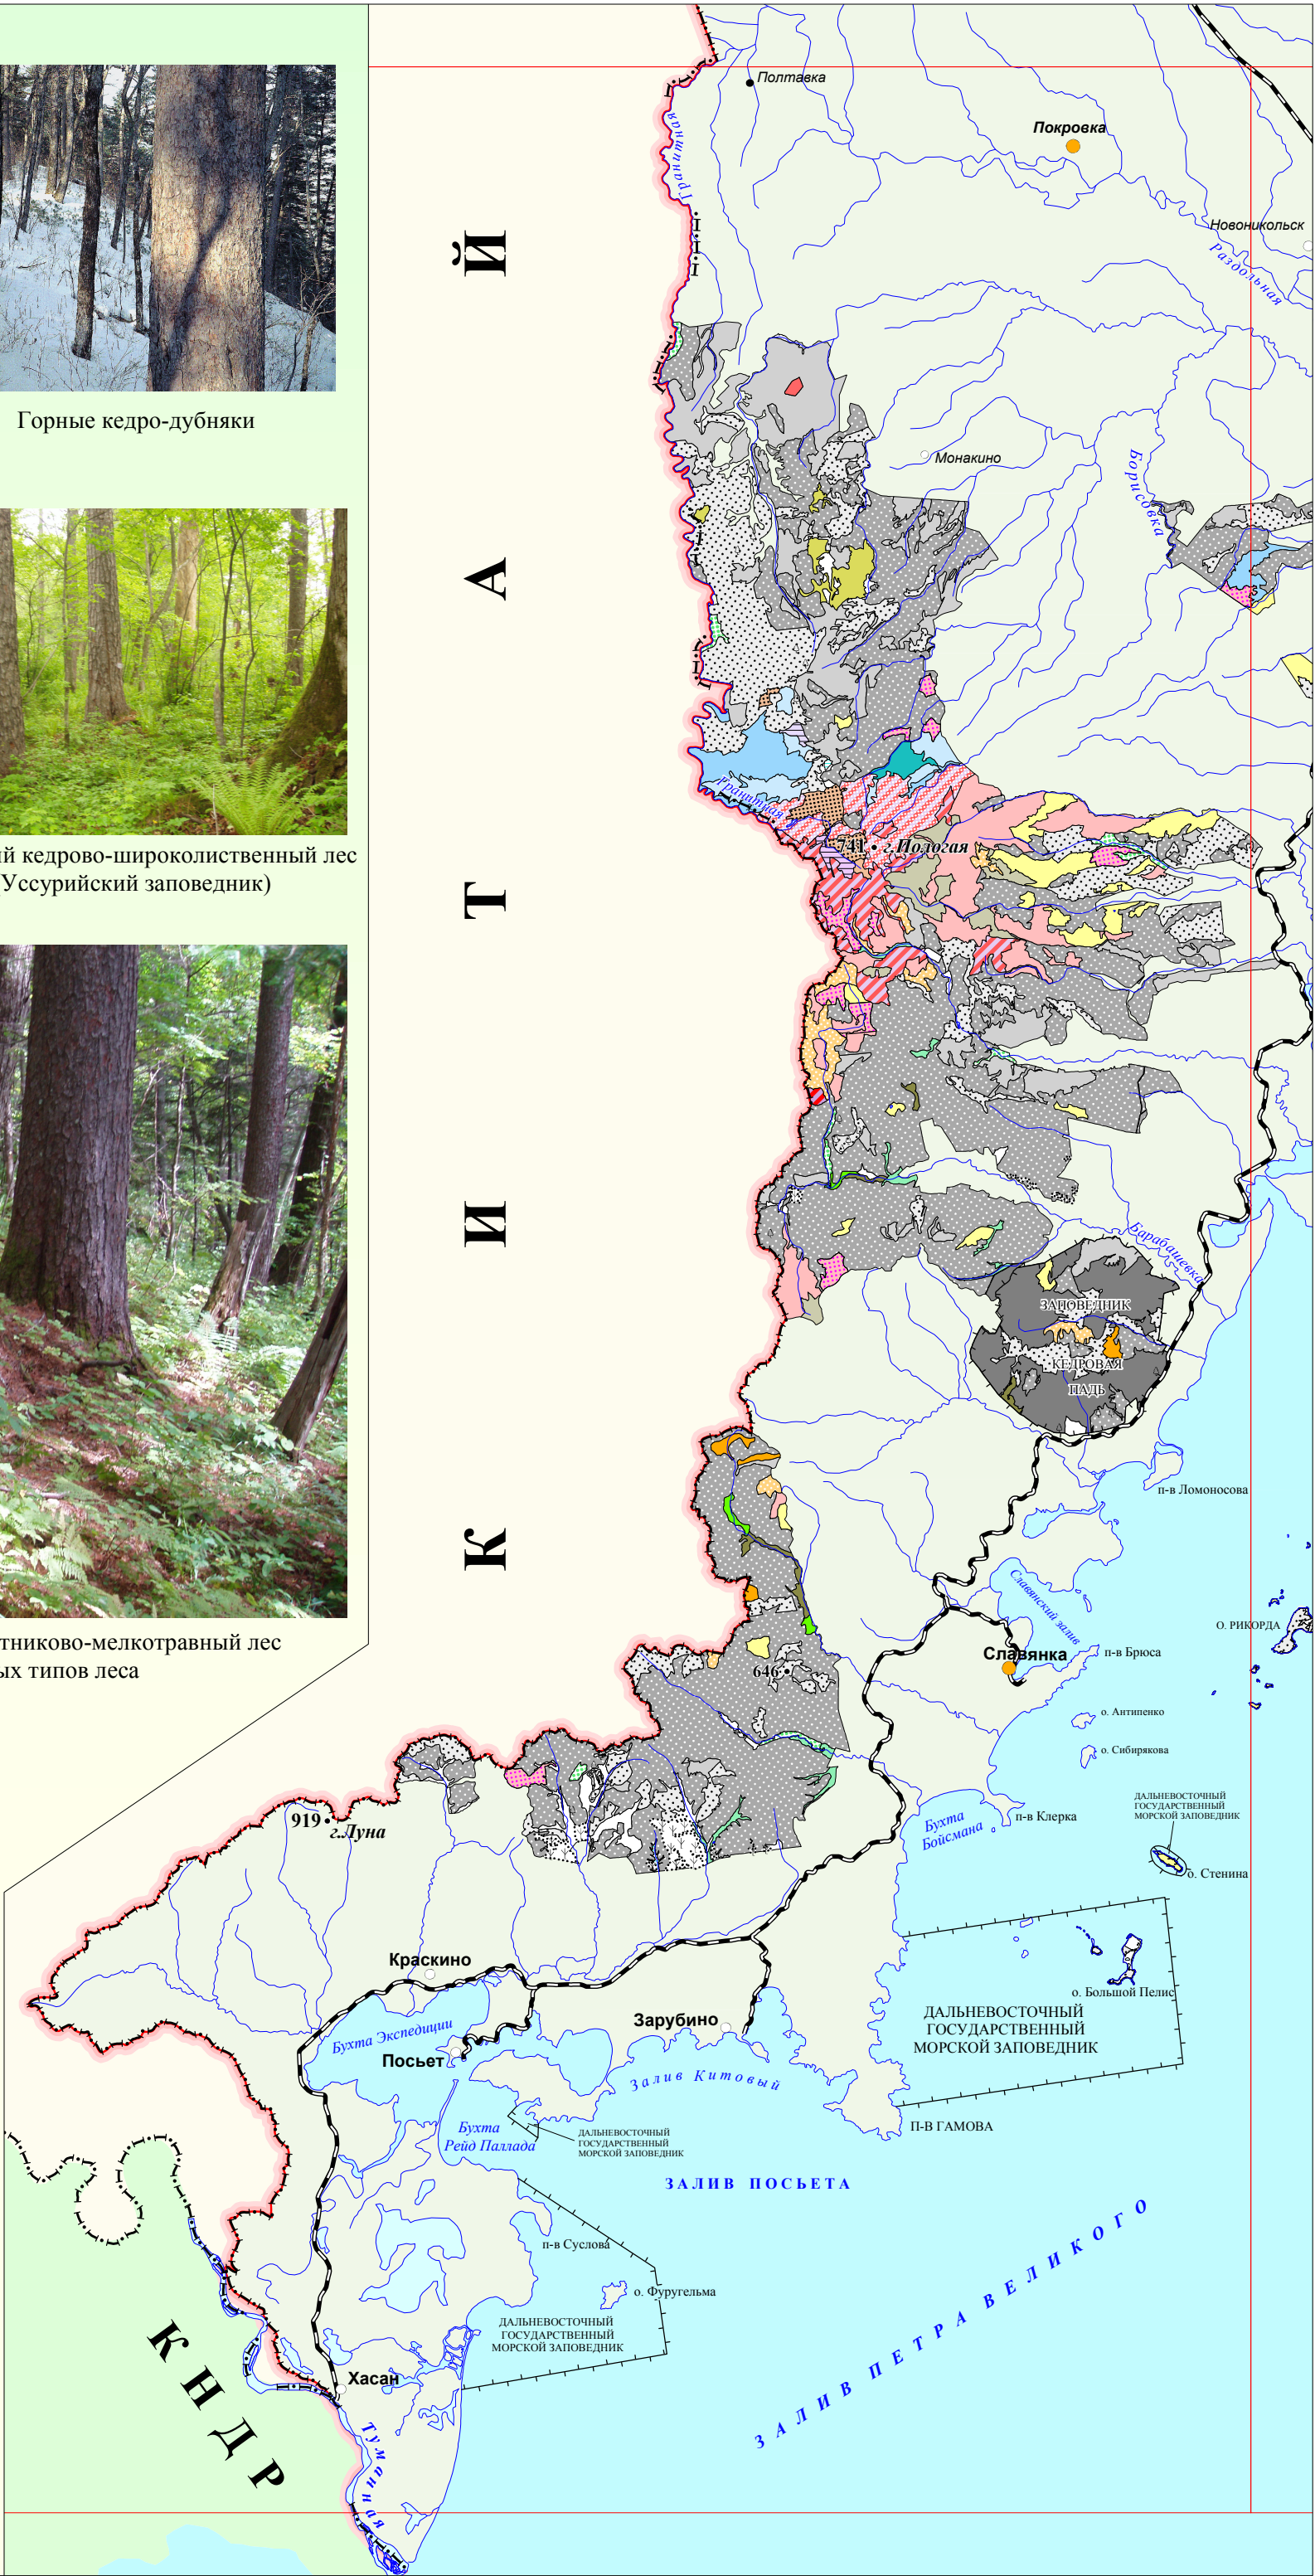 Горные кедро-дубняки
ий кедрово-широколиственный лес
Уссурийский заповедник)
тниково-мелкотравный лес
ых типов леса
КИТАЙ
КНДР
Полтавка
Гранитная
Покровка
Новоникольск
Раздольная
Монакино
Борисовка
Гранитная
741 г.Пологая
Барабашевка
ЗАПОВЕДНИК
КЕДРОВАЯ
ПАДЬ
п-в Ломоносова
Славянский залив
О. РИКОРДА
Славянка
п-в Брюса
646
о. Антипенко
о. Сибирякова
ДАЛЬНЕВОСТОЧНЫЙ
ГОСУДАРСТВЕННЫЙ
МОРСКОЙ ЗАПОВЕДНИК
919
г.Луна
Бухта
Бойсмана
п-в Клерка
о. Стенина
Краскино
о. Большой Пелис
Зарубино
ДАЛЬНЕВОСТОЧНЫЙ
ГОСУДАРСТВЕННЫЙ
МОРСКОЙ ЗАПОВЕДНИК
Бухта Экспедиции
Посьет
Залив Китовый
П-В ГАМОВА
Бухта
Рейд Паллада
ДАЛЬНЕВОСТОЧНЫЙ
ГОСУДАРСТВЕННЫЙ
МОРСКОЙ ЗАПОВЕДНИК
ЗАЛИВ ПОСЬЕТА
п-в Суслова
о. Фуругельма
ДАЛЬНЕВОСТОЧНЫЙ
ГОСУДАРСТВЕННЫЙ
МОРСКОЙ ЗАПОВЕДНИК
ЗАЛИВ ПЕТРА ВЕЛИКОГО
Хасан
Туманная